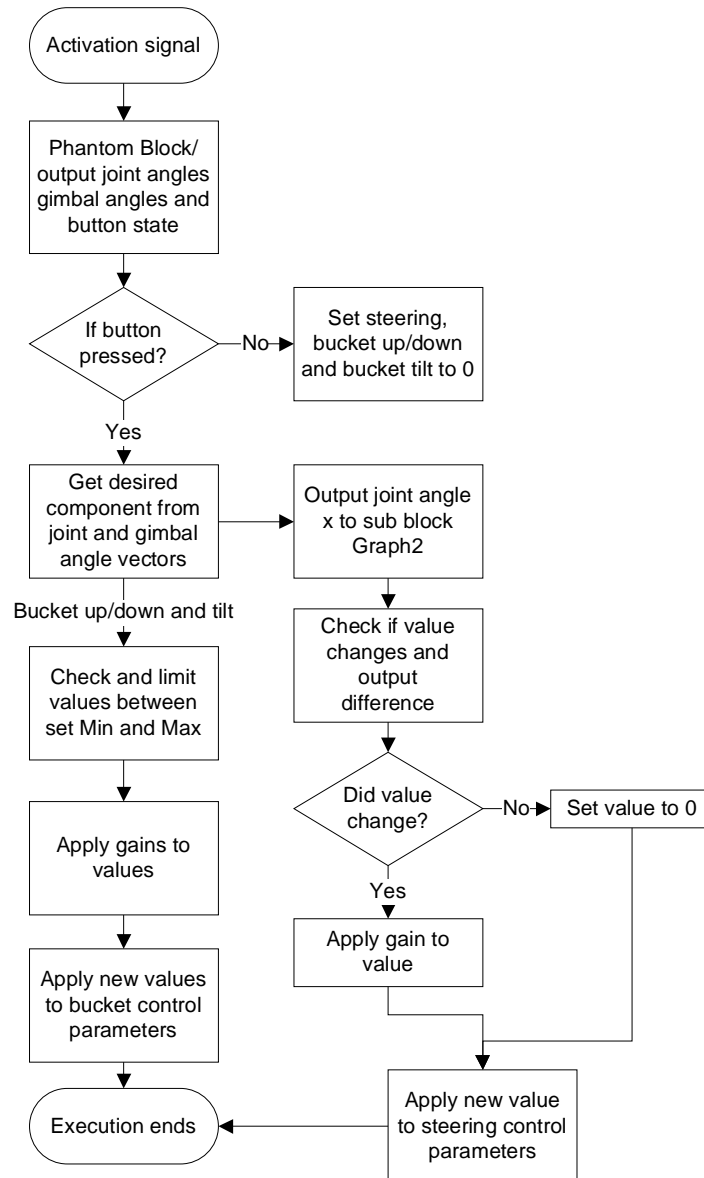 Activation signal
Phantom Block/
output joint angles
gimbal angles and
button state
If button
pressed?
No
Set steering,
bucket up/down
and bucket tilt to 0
Yes
Get desired
component from
joint and gimbal
angle vectors
Output joint angle
x to sub block
Graph2
Bucket up/down and tilt
Check if value
changes and
output
difference
Check and limit
values between
set Min and Max
Did value
change?
No
Set value to 0
Apply gains to
values
Yes
Apply gain to
value
Apply new values
to bucket control
parameters
Execution ends
Apply new value
to steering control
parameters